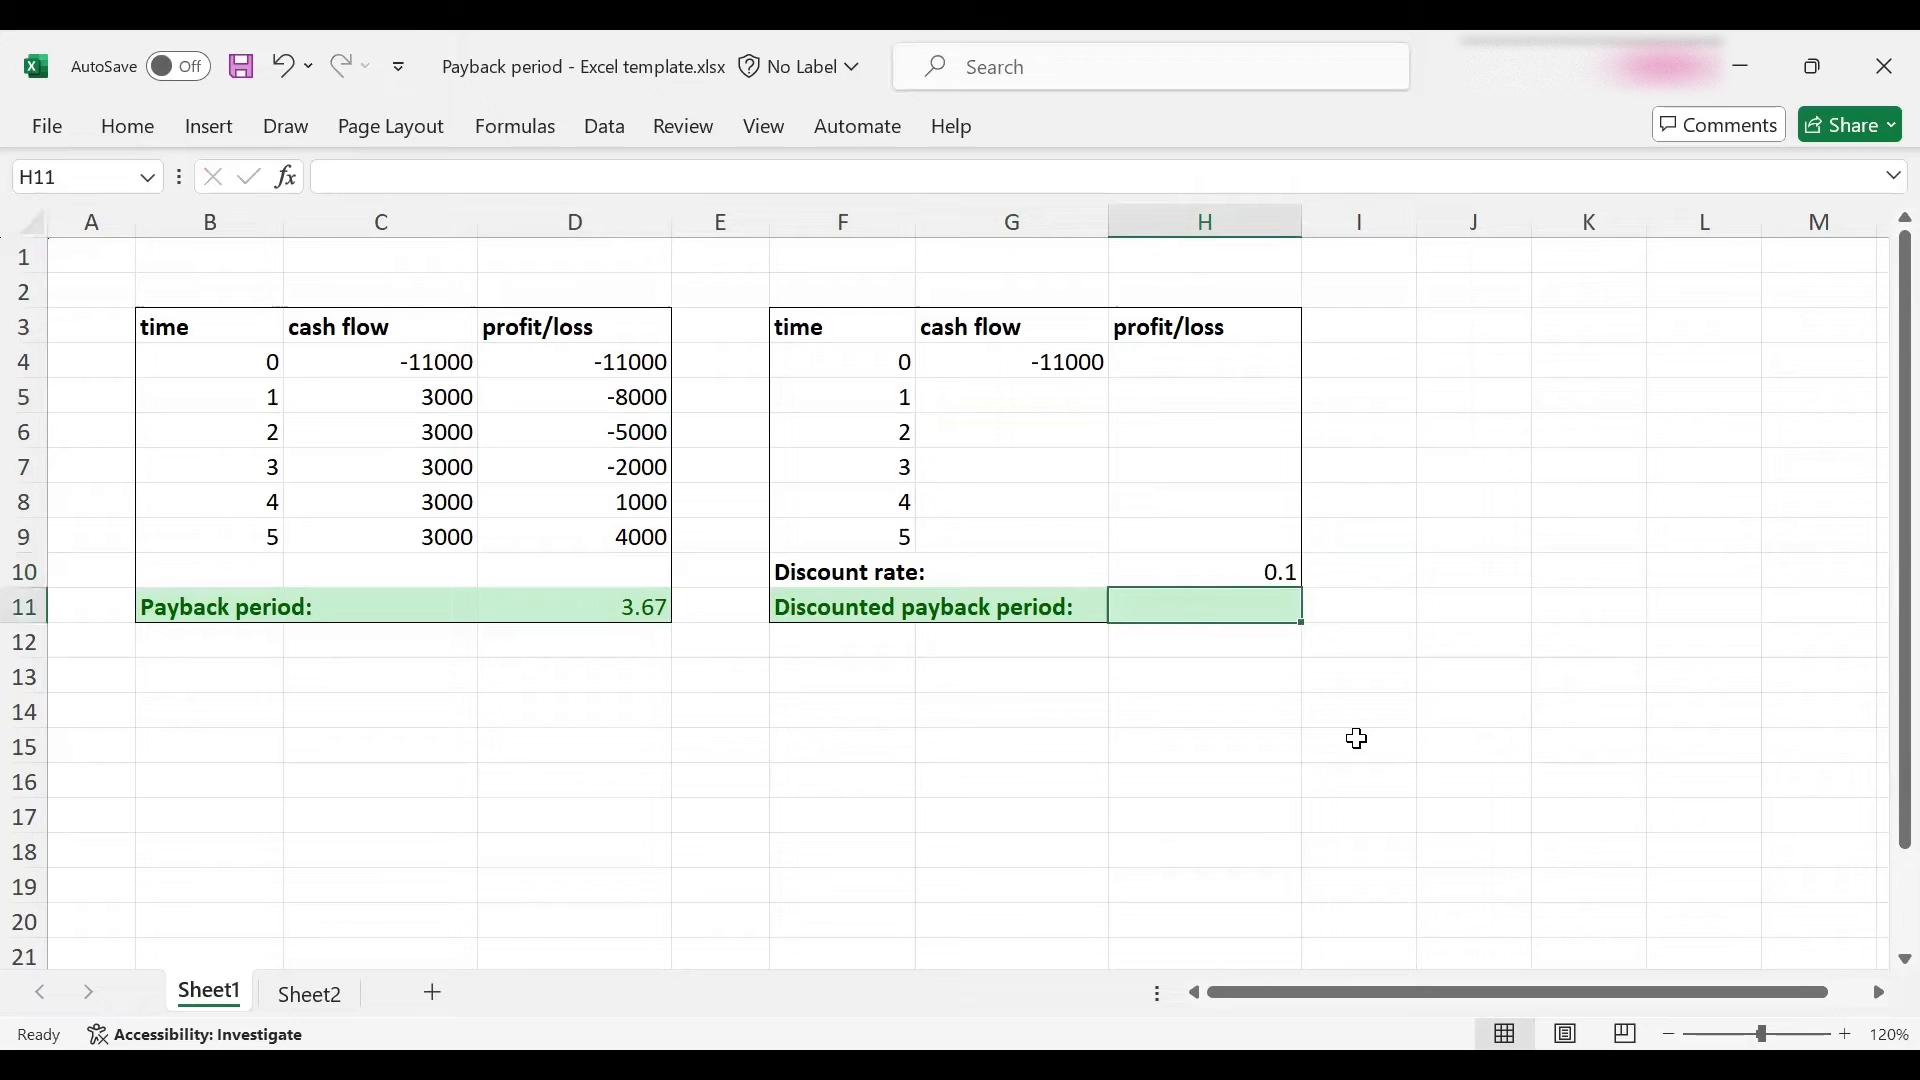 AutoSave Off Payback period - Excel template.xlsx No Label Search
File Home Insert Draw Page Layout Formulas Data Review View Automate Help Comments Share
H11 fx
A B C D E F G H I J K L M
1
2
3 time cash flow profit/loss time cash flow profit/loss
4 0 -11000 -11000 0 -11000
5 1 3000 -8000 1
6 2 3000 -5000 2
7 3 3000 -2000 3
8 4 3000 1000 4
9 5 3000 4000 5
10 Discount rate: 0.1
11 Payback period: 3.67 Discounted payback period:
12
13
14
15
16
17
18
19
20
21
Sheet1 Sheet2
Ready Accessibility: Investigate 120%